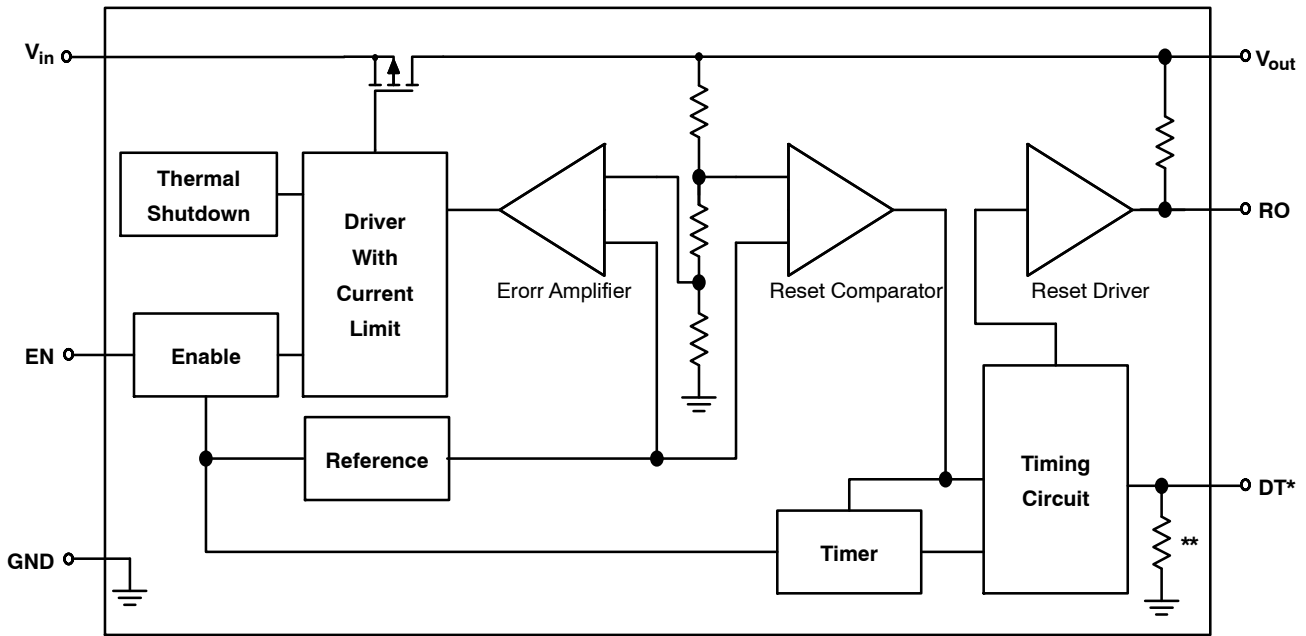 Vin
Vout
Thermal
Shutdown
Driver
With
Current
Limit
Erorr Amplifier
Reset Comparator
Reset Driver
RO
EN
Enable
Reference
Timing
Circuit
DT*
**
Timer
GND